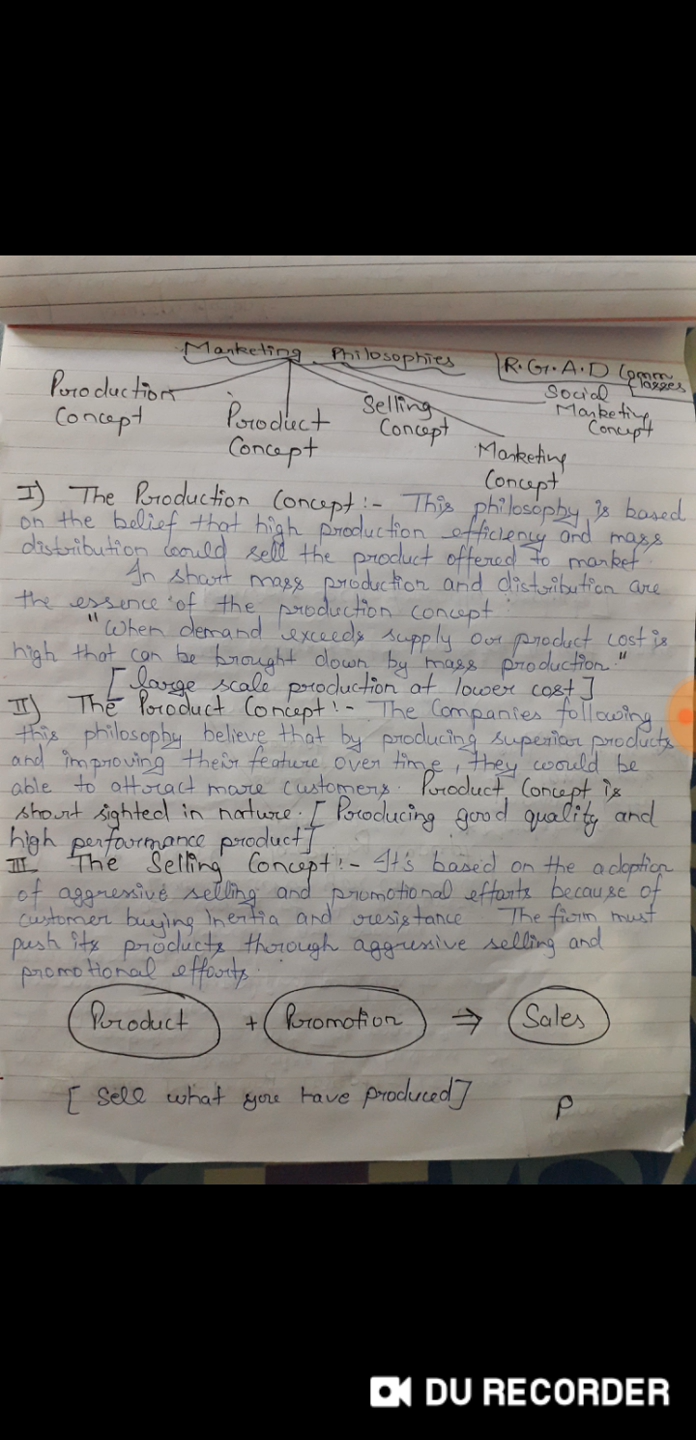 Marketing Philosophies
R.G.A.D Comm Classes
Production Concept
Product Concept
Selling Concept
Marketing Concept
Social Marketing Concept
I) The Production Concept :- This philosophy is based
on the belief that high production efficiency and mass
distribution would sell the product offered to market.
In short mass production and distribution are
the essence of the production concept.
"When demand exceeds supply our product cost is
high that can be brought down by mass production."
[large scale production at lower cost]
II) The Product Concept :- The Companies following
this philosophy believe that by producing superior products
and improving their feature over time, they would be
able to attract more customers. Product Concept is
short sighted in nature. [Producing good quality and
high performance product]
III The Selling Concept :- It's based on the adoption
of aggressive selling and promotional efforts because of
customer buying inertia and resistance The firm must
push its products through aggressive selling and
promotional efforts.
Product + Promotion ⇒ Sales
[Sell what you have produced]
P
DU RECORDER